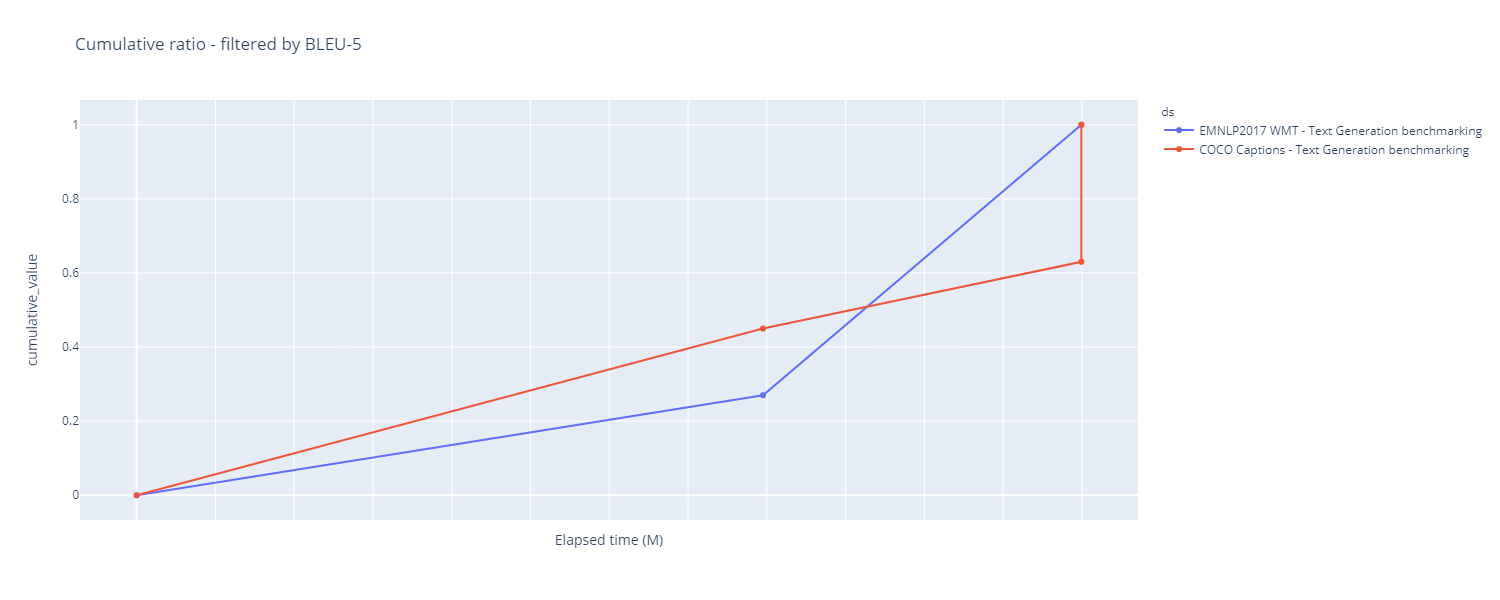 Cumulative ratio - filtered by BLEU-5
ds
EMNLP2017 WMT - Text Generation benchmarking
COCO Captions - Text Generation benchmarking
cumulative_value
1
0.8
0.6
0.4
0.2
0
Elapsed time (M)